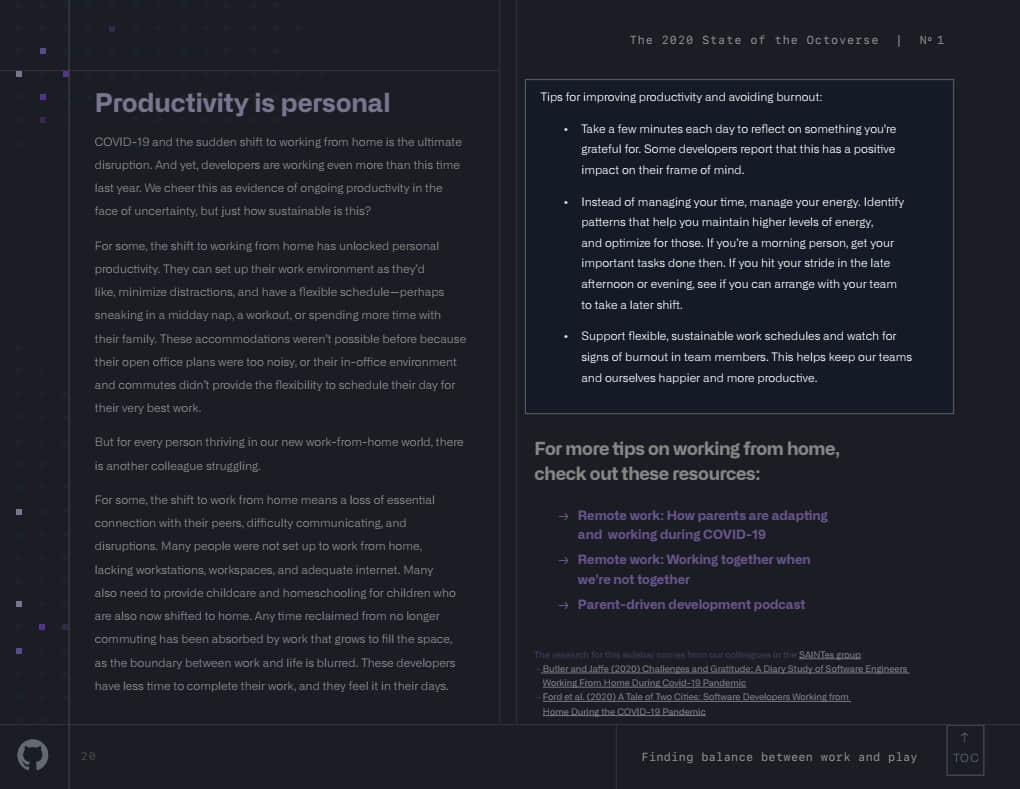 The 2020 State of the Octoverse | Nº 1
Productivity is personal
COVID-19 and the sudden shift to working from home is the ultimate
disruption. And yet, developers are working even more than this time
last year. We cheer this as evidence of ongoing productivity in the
face of uncertainty, but just how sustainable is this?
For some, the shift to working from home has unlocked personal
productivity. They can set up their work environment as they'd
like, minimize distractions, and have a flexible schedule—perhaps
sneaking in a midday nap, a workout, or spending more time with
their family. These accommodations weren't possible before because
their open office plans were too noisy, or their in-office environment
and commutes didn't provide the flexibility to schedule their day for
their very best work.
But for every person thriving in our new work-from-home world, there
is another colleague struggling.
For some, the shift to work from home means a loss of essential
connection with their peers, difficulty communicating, and
disruptions. Many people were not set up to work from home,
lacking workstations, workspaces, and adequate internet. Many
also need to provide childcare and homeschooling for children who
are also now shifted to home. Any time reclaimed from no longer
commuting has been absorbed by work that grows to fill the space,
as the boundary between work and life is blurred. These developers
have less time to complete their work, and they feel it in their days.
Tips for improving productivity and avoiding burnout:
• Take a few minutes each day to reflect on something you're
grateful for. Some developers report that this has a positive
impact on their frame of mind.
• Instead of managing your time, manage your energy. Identify
patterns that help you maintain higher levels of energy,
and optimize for those. If you're a morning person, get your
important tasks done then. If you hit your stride in the late
afternoon or evening, see if you can arrange with your team
to take a later shift.
• Support flexible, sustainable work schedules and watch for
signs of burnout in team members. This helps keep our teams
and ourselves happier and more productive.
For more tips on working from home,
check out these resources:
→ Remote work: How parents are adapting
and working during COVID-19
→ Remote work: Working together when
we're not together
→ Parent-driven development podcast
The research for this sidebar comes from our colleagues in the SAINTes group:
- Butler and Jaffe (2020) Challenges and Gratitude: A Diary Study of Software Engineers
Working From Home During Covid-19 Pandemic
- Ford et al. (2020) A Tale of Two Cities: Software Developers Working from
Home During the COVID-19 Pandemic
20
Finding balance between work and play
↑
TOC